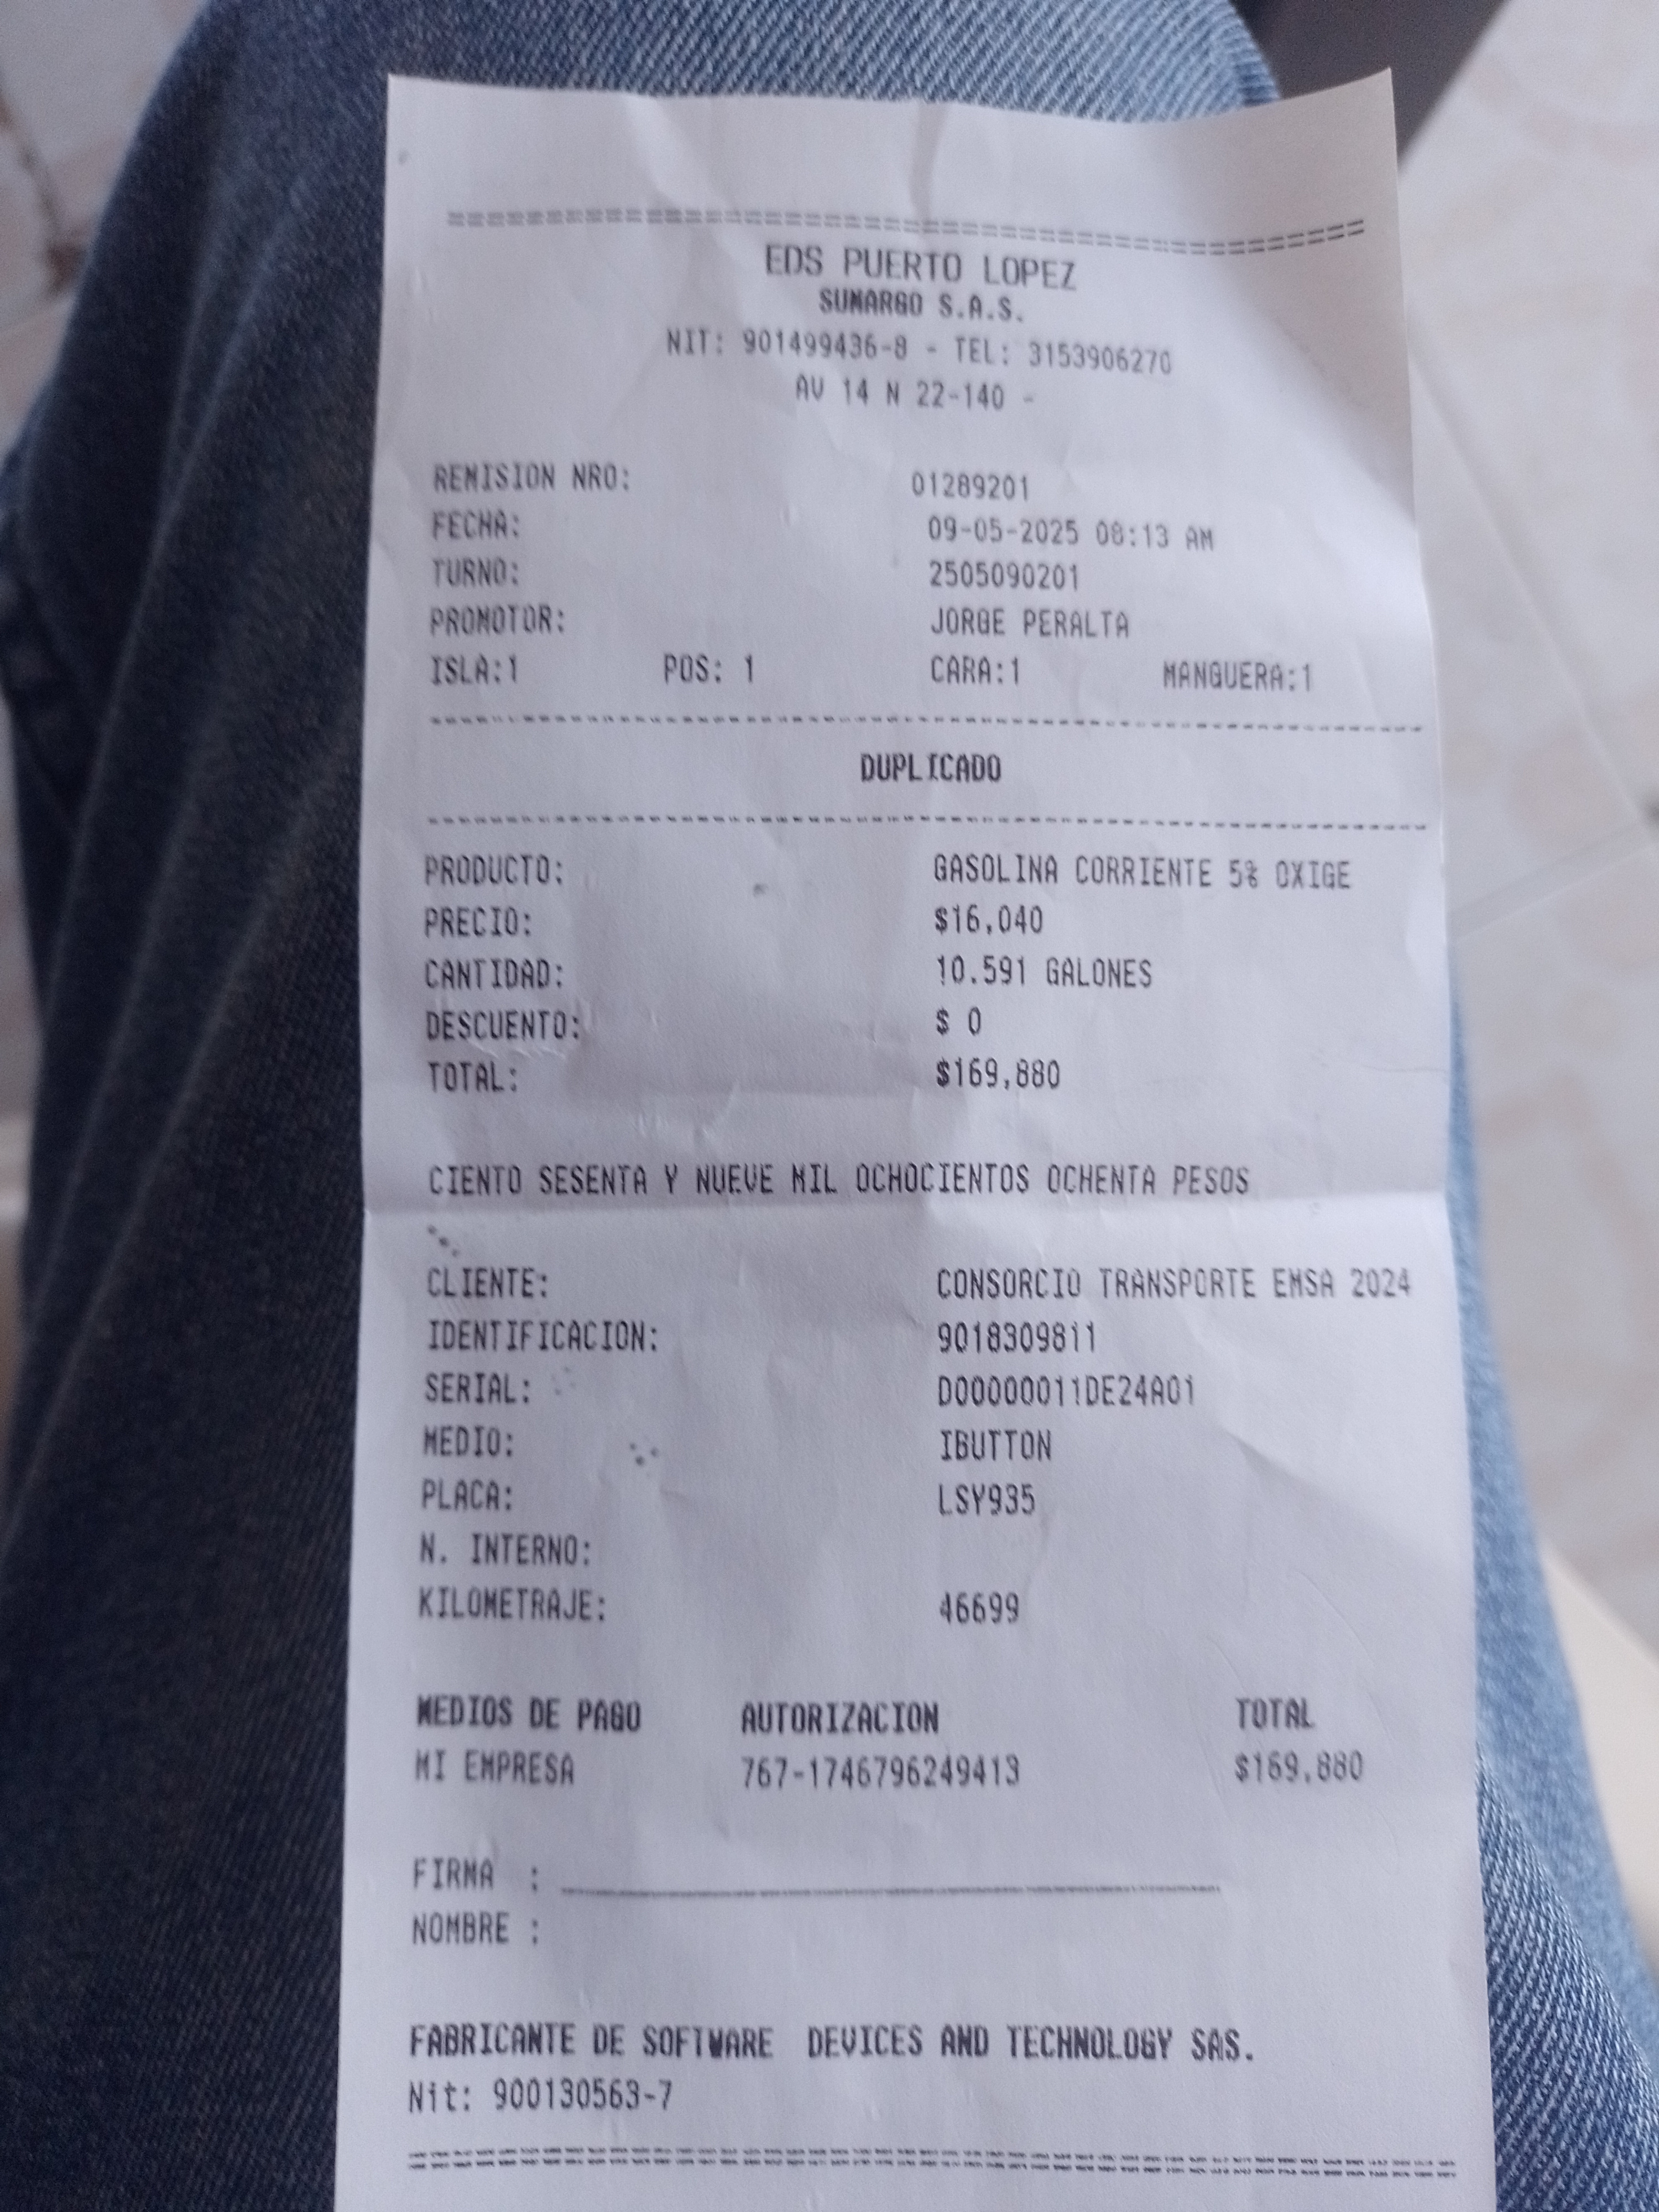 ================================================
EDS PUERTO LOPEZ
SUMARGO S.A.S.
NIT: 901499436-8 - TEL: 3153906270
AV 14 N 22-140 -
REMISION NRO: 01289201
FECHA: 09-05-2025 08:13 AM
TURNO: 2505090201
PROMOTOR: JORGE PERALTA
ISLA:1 POS: 1 CARA:1 MANGUERA:1
DUPLICADO
PRODUCTO: GASOLINA CORRIENTE 5% OXIGE
PRECIO: $16,040
CANTIDAD: 10.591 GALONES
DESCUENTO: $ 0
TOTAL: $169,880
CIENTO SESENTA Y NUEVE MIL OCHOCIENTOS OCHENTA PESOS
CLIENTE: CONSORCIO TRANSPORTE EMSA 2024
IDENTIFICACION: 9018309811
SERIAL: D00000011DE24A01
MEDIO: IBUTTON
PLACA: LSY935
N. INTERNO:
KILOMETRAJE: 46699
MEDIOS DE PAGO AUTORIZACION TOTAL
MI EMPRESA 767-1746796249413 $169,880
FIRMA :
NOMBRE :
FABRICANTE DE SOFTWARE DEVICES AND TECHNOLOGY SAS.
Nit: 900130563-7